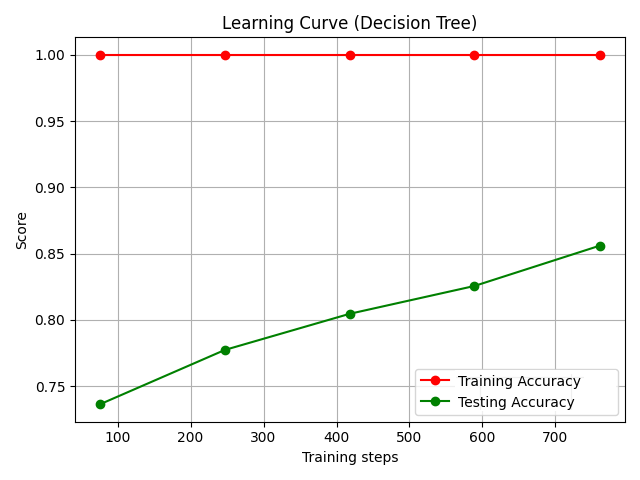 Learning Curve (Decision Tree)
1.00
0.95
0.90
0.85
0.80
0.75
Score
100 200 300 400 500 600 700
Training steps
Training Accuracy
Testing Accuracy